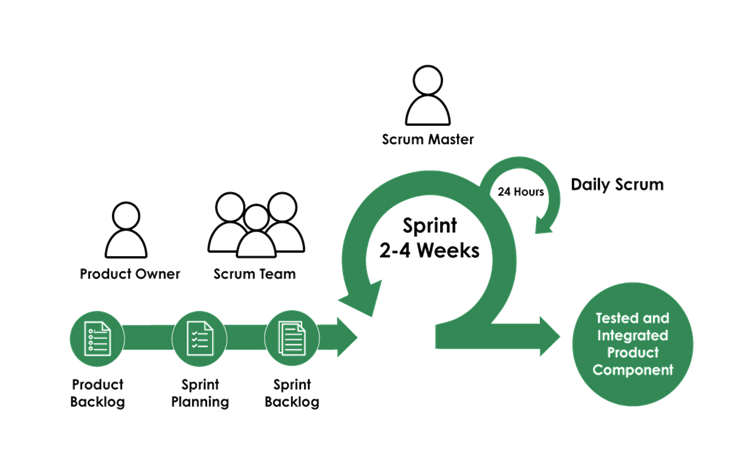 Scrum Master
24 Hours
Daily Scrum
Sprint
2-4 Weeks
Product Owner
Scrum Team
Tested and
Integrated
Product
Component
Product
Backlog
Sprint
Planning
Sprint
Backlog